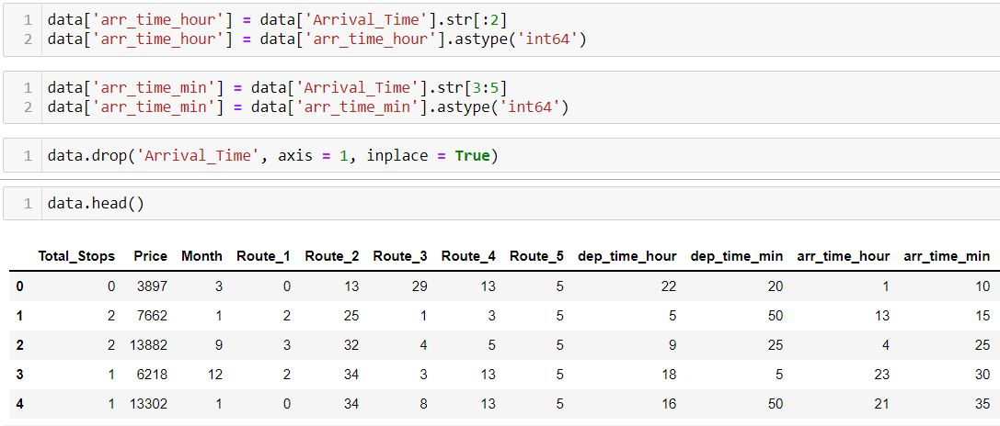 1 data['arr_time_hour'] = data['Arrival_Time'].str[:2]
2 data['arr_time_hour'] = data['arr_time_hour'].astype('int64')
1 data['arr_time_min'] = data['Arrival_Time'].str[3:5]
2 data['arr_time_min'] = data['arr_time_min'].astype('int64')
1 data.drop('Arrival_Time', axis = 1, inplace = True)
1 data.head()
Total_Stops Price Month Route_1 Route_2 Route_3 Route_4 Route_5 dep_time_hour dep_time_min arr_time_hour arr_time_min
0 0 3897 3 0 13 29 13 5 22 20 1 10
1 2 7662 1 2 25 1 3 5 5 50 13 15
2 2 13882 9 3 32 4 5 5 9 25 4 25
3 1 6218 12 2 34 3 13 5 18 5 23 30
4 1 13302 1 0 34 8 13 5 16 50 21 35